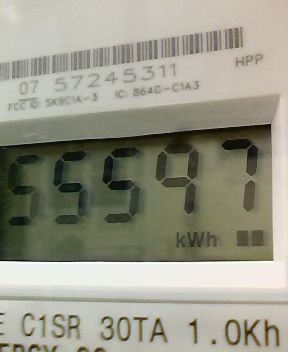 HPP
07 57245311
FCC ID: SK9C1A-3 IC: 864G-C1A3
55597
kWh
C1SR 30TA 1.0Kh